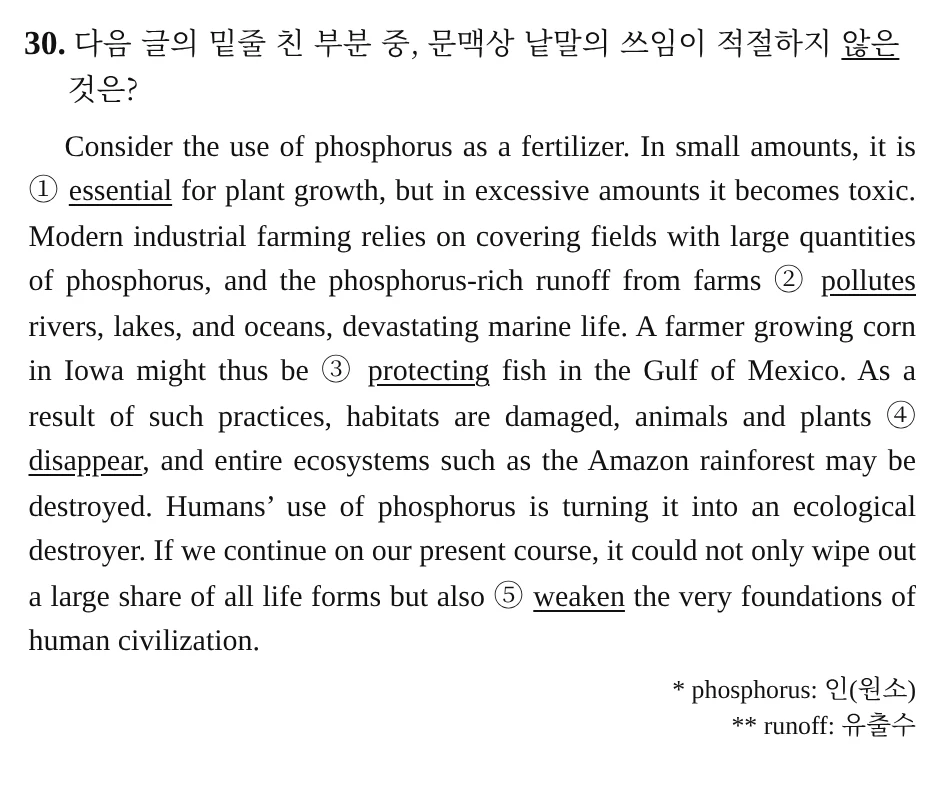 30. 다음 글의 밑줄 친 부분 중, 문맥상 낱말의 쓰임이 적절하지 않은
것은?
Consider the use of phosphorus as a fertilizer. In small amounts, it is
① essential for plant growth, but in excessive amounts it becomes toxic.
Modern industrial farming relies on covering fields with large quantities
of phosphorus, and the phosphorus-rich runoff from farms ② pollutes
rivers, lakes, and oceans, devastating marine life. A farmer growing corn
in Iowa might thus be ③ protecting fish in the Gulf of Mexico. As a
result of such practices, habitats are damaged, animals and plants ④
disappear, and entire ecosystems such as the Amazon rainforest may be
destroyed. Humans’ use of phosphorus is turning it into an ecological
destroyer. If we continue on our present course, it could not only wipe out
a large share of all life forms but also ⑤ weaken the very foundations of
human civilization.
* phosphorus: 인(원소)
** runoff: 유출수